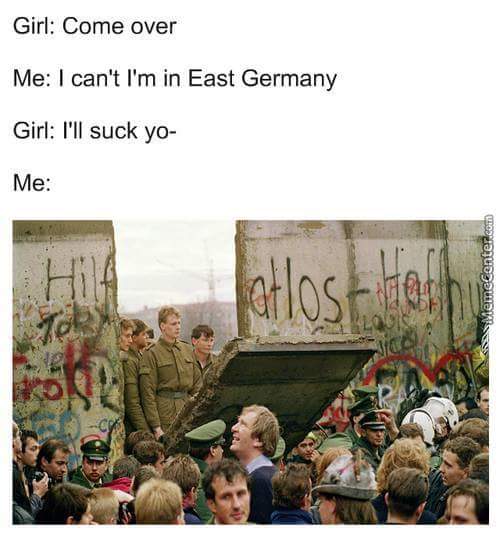 Girl: Come over
Me: I can't I'm in East Germany
Girl: I'll suck yo-
Me:
MemeCenter.com
Hilf
atlos-